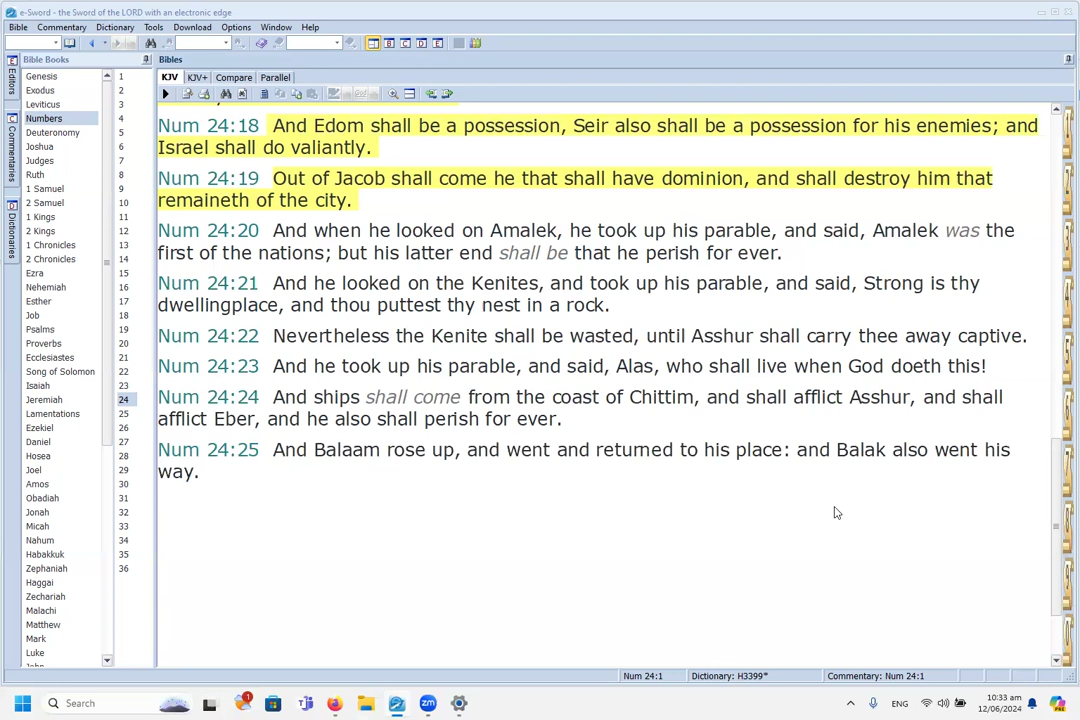 e-Sword - the Sword of the LORD with an electronic edge
Bible Commentary Dictionary Tools Download Options Window Help
Bible Books
Bibles
Editors
Commentaries
Dictionaries
Genesis 1
Exodus 2
Leviticus 3
Numbers 4
Deuteronomy 5
Joshua 6
Judges 7
Ruth 8
1 Samuel 9
2 Samuel 10
1 Kings 11
2 Kings 12
1 Chronicles 13
2 Chronicles 14
Ezra 15
Nehemiah 16
Esther 17
Job 18
Psalms 19
Proverbs 20
Ecclesiastes 21
Song of Solomon 22
Isaiah 23
Jeremiah 24
Lamentations 25
Ezekiel 26
Daniel 27
Hosea 28
Joel 29
Amos 30
Obadiah 31
Jonah 32
Micah 33
Nahum 34
Habakkuk 35
Zephaniah 36
Haggai
Zechariah
Malachi
Matthew
Mark
Luke
John
KJV KJV+ Compare Parallel
Num 24:18 And Edom shall be a possession, Seir also shall be a possession for his enemies; and
Israel shall do valiantly.
Num 24:19 Out of Jacob shall come he that shall have dominion, and shall destroy him that
remaineth of the city.
Num 24:20 And when he looked on Amalek, he took up his parable, and said, Amalek was the
first of the nations; but his latter end shall be that he perish for ever.
Num 24:21 And he looked on the Kenites, and took up his parable, and said, Strong is thy
dwellingplace, and thou puttest thy nest in a rock.
Num 24:22 Nevertheless the Kenite shall be wasted, until Asshur shall carry thee away captive.
Num 24:23 And he took up his parable, and said, Alas, who shall live when God doeth this!
Num 24:24 And ships shall come from the coast of Chittim, and shall afflict Asshur, and shall
afflict Eber, and he also shall perish for ever.
Num 24:25 And Balaam rose up, and went and returned to his place: and Balak also went his
way.
Num 24:1 Dictionary: H3399* Commentary: Num 24:1
Search
1
ENG
10:33 am
12/06/2024
PRE